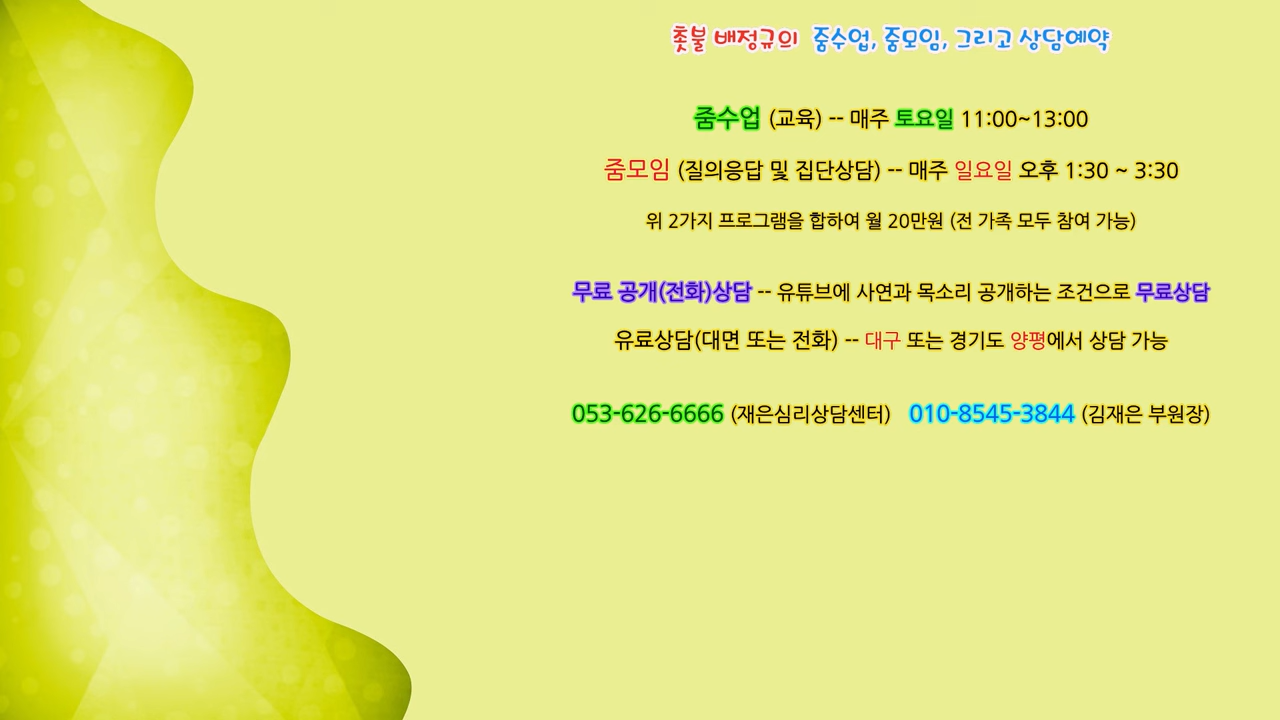 촛불 배정규의 줌수업, 줌모임, 그리고 상담예약
줌수업 (교육) -- 매주 토요일 11:00~13:00
줌모임 (질의응답 및 집단상담) -- 매주 일요일 오후 1:30 ~ 3:30
위 2가지 프로그램을 합하여 월 20만원 (전 가족 모두 참여 가능)
무료 공개(전화)상담 -- 유튜브에 사연과 목소리 공개하는 조건으로 무료상담
유료상담(대면 또는 전화) -- 대구 또는 경기도 양평에서 상담 가능
053-626-6666 (재은심리상담센터) 010-8545-3844 (김재은 부원장)